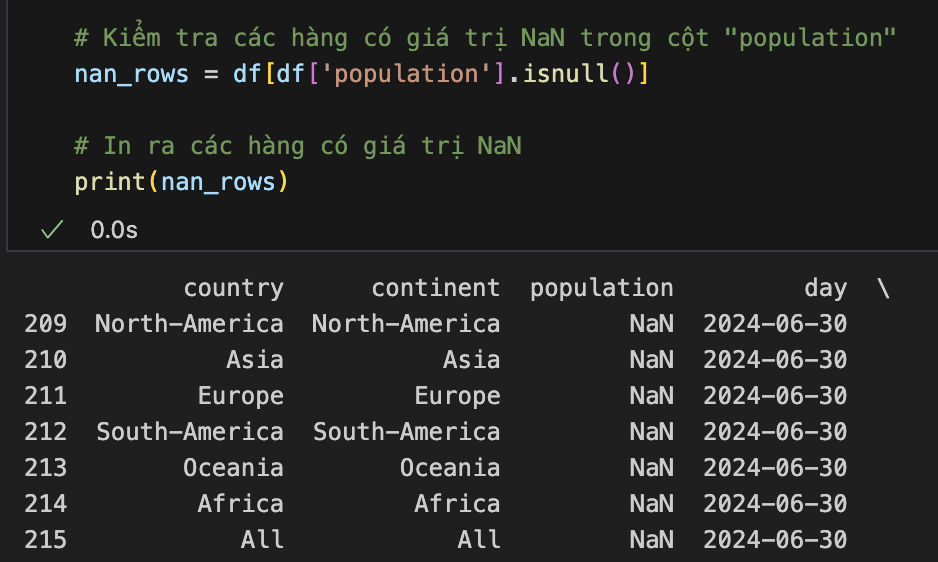 # Kiểm tra các hàng có giá trị NaN trong cột "population"
nan_rows = df[df['population'].isnull()]
# In ra các hàng có giá trị NaN
print(nan_rows)
0.0s
country continent population day \
209 North-America North-America NaN 2024-06-30
210 Asia Asia NaN 2024-06-30
211 Europe Europe NaN 2024-06-30
212 South-America South-America NaN 2024-06-30
213 Oceania Oceania NaN 2024-06-30
214 Africa Africa NaN 2024-06-30
215 All All NaN 2024-06-30